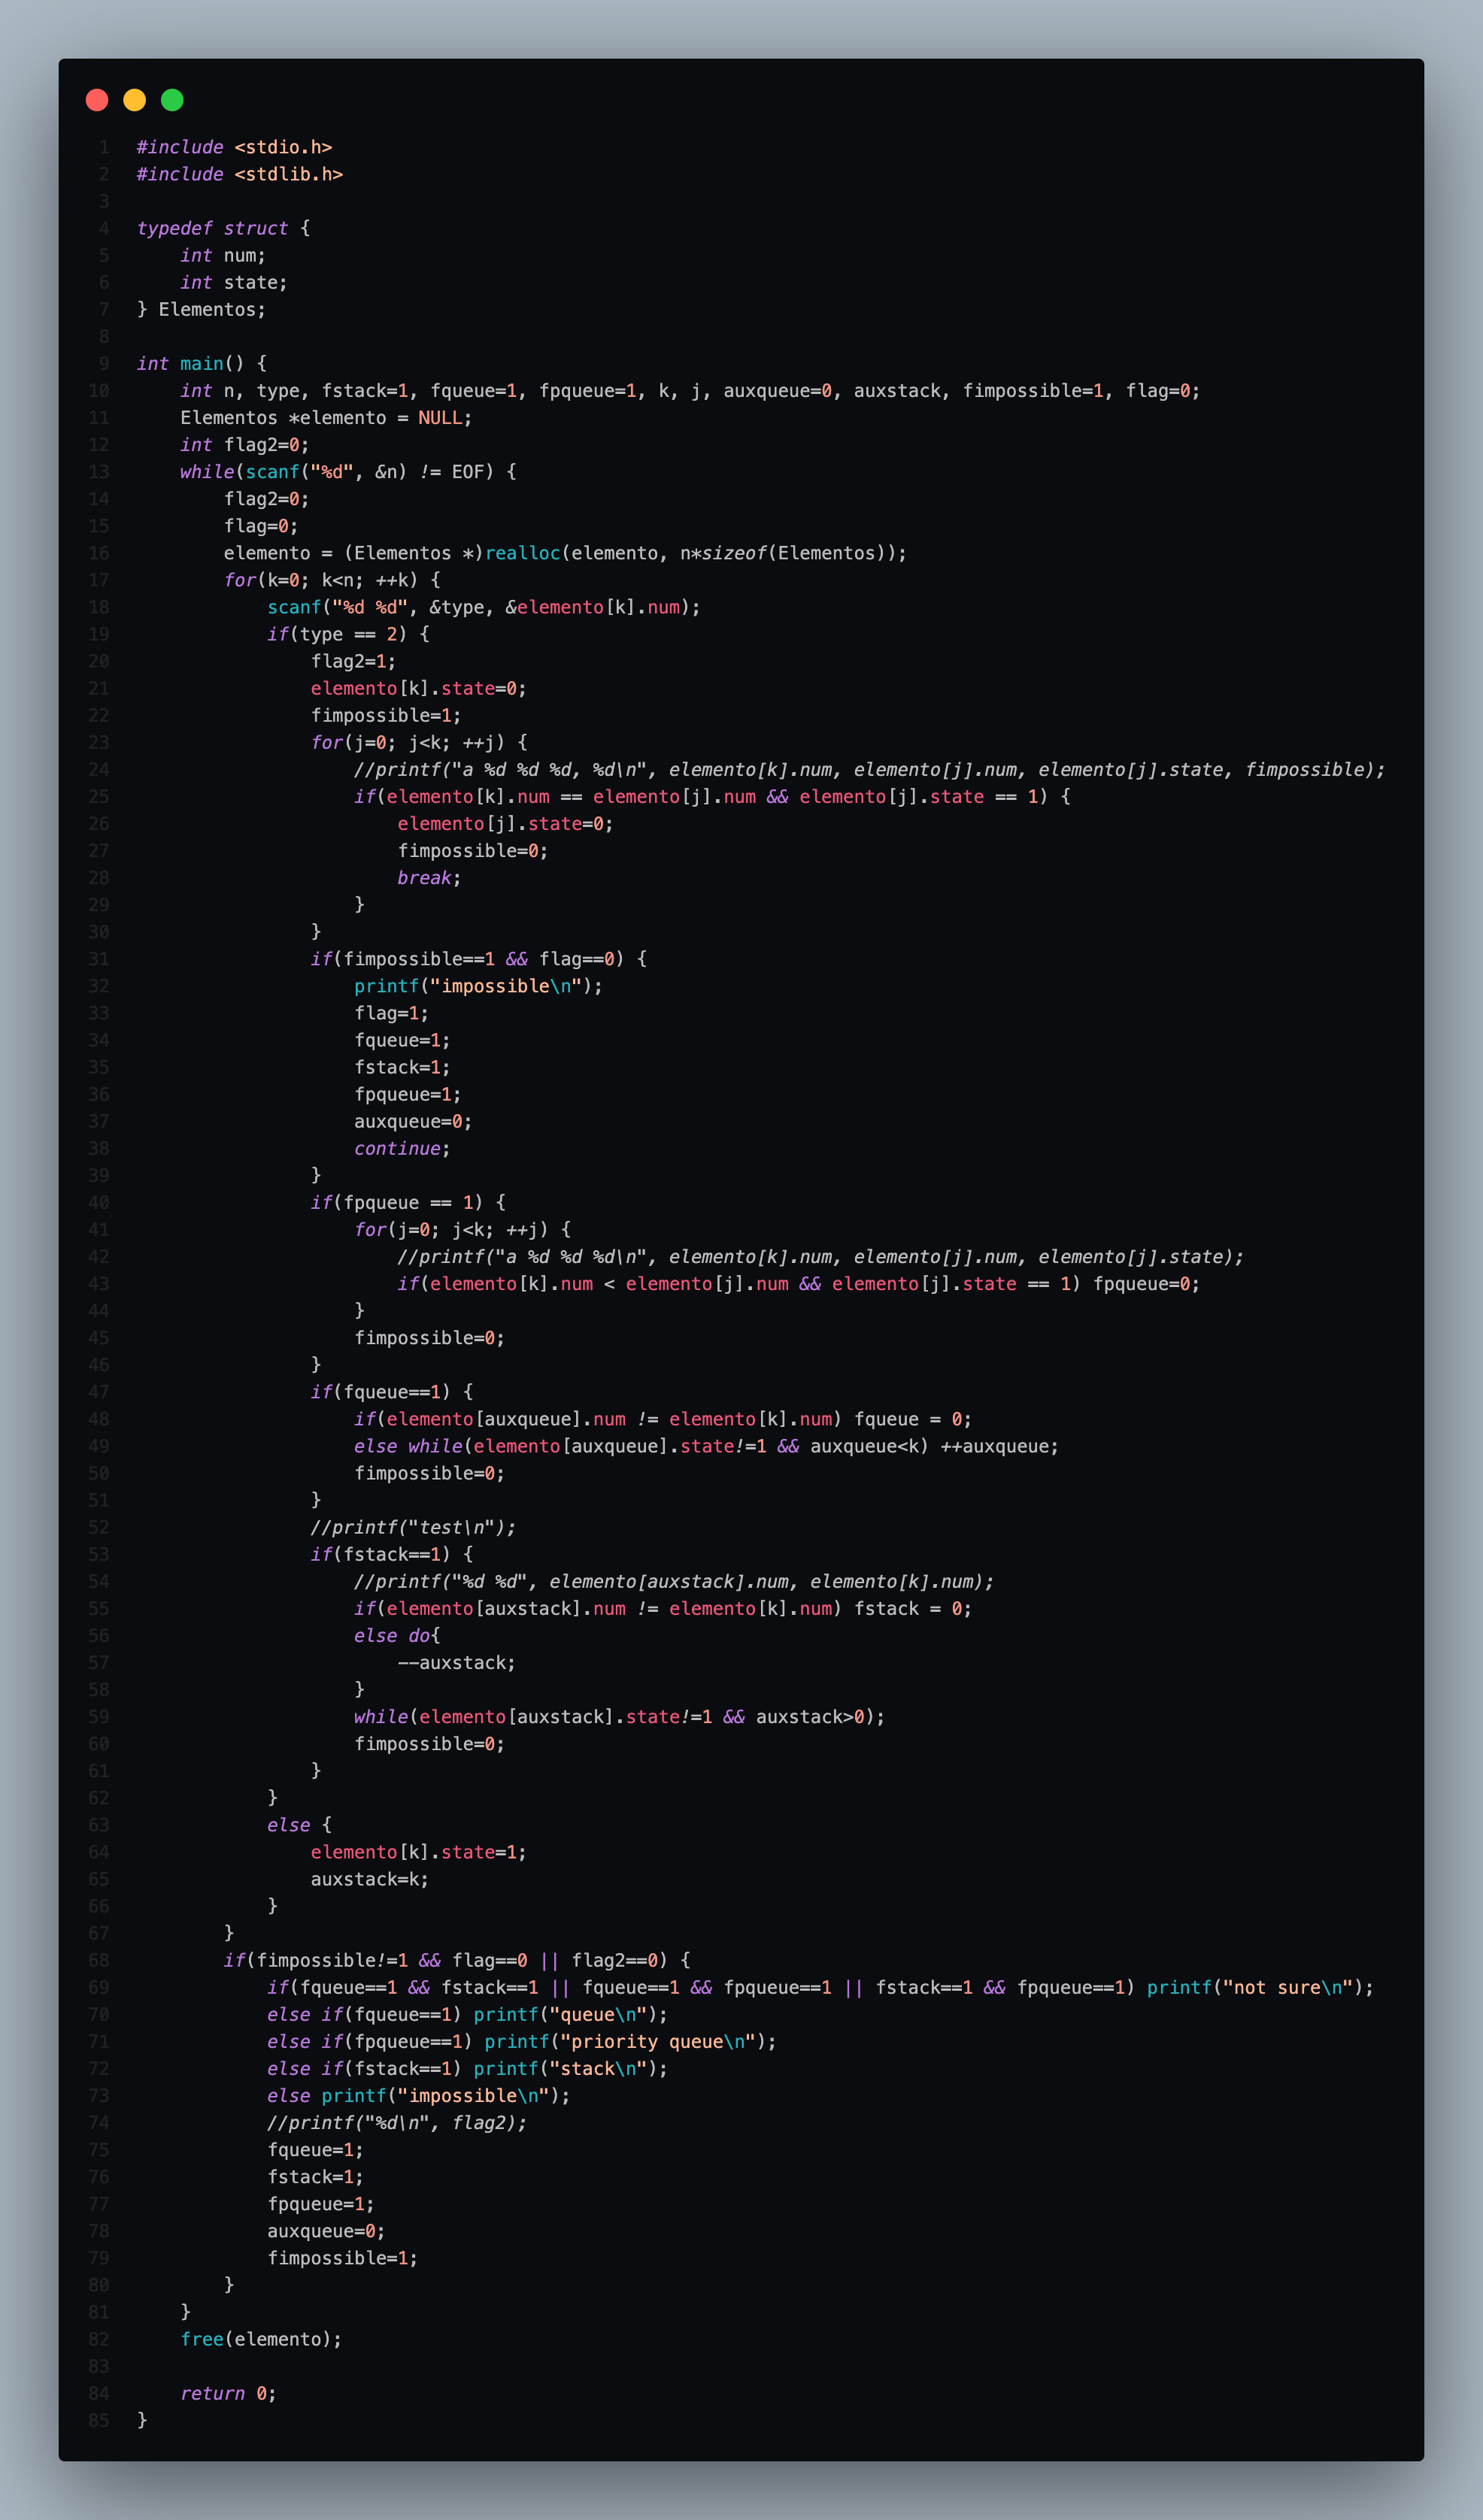 1 #include <stdio.h>
2 #include <stdlib.h>
3
4 typedef struct {
5     int num;
6     int state;
7 } Elementos;
8
9 int main() {
10     int n, type, fstack=1, fqueue=1, fpqueue=1, k, j, auxqueue=0, auxstack, fimpossible=1, flag=0;
11     Elementos *elemento = NULL;
12     int flag2=0;
13     while(scanf("%d", &n) != EOF) {
14         flag2=0;
15         flag=0;
16         elemento = (Elementos *)realloc(elemento, n*sizeof(Elementos));
17         for(k=0; k<n; ++k) {
18             scanf("%d %d", &type, &elemento[k].num);
19             if(type == 2) {
20                 flag2=1;
21                 elemento[k].state=0;
22                 fimpossible=1;
23                 for(j=0; j<k; ++j) {
24                     //printf("a %d %d %d, %d\n", elemento[k].num, elemento[j].num, elemento[j].state, fimpossible);
25                     if(elemento[k].num == elemento[j].num && elemento[j].state == 1) {
26                         elemento[j].state=0;
27                         fimpossible=0;
28                         break;
29                     }
30                 }
31                 if(fimpossible==1 && flag==0) {
32                     printf("impossible\n");
33                     flag=1;
34                     fqueue=1;
35                     fstack=1;
36                     fpqueue=1;
37                     auxqueue=0;
38                     continue;
39                 }
40                 if(fpqueue == 1) {
41                     for(j=0; j<k; ++j) {
42                         //printf("a %d %d %d\n", elemento[k].num, elemento[j].num, elemento[j].state);
43                         if(elemento[k].num < elemento[j].num && elemento[j].state == 1) fpqueue=0;
44                     }
45                     fimpossible=0;
46                 }
47                 if(fqueue==1) {
48                     if(elemento[auxqueue].num != elemento[k].num) fqueue = 0;
49                     else while(elemento[auxqueue].state!=1 && auxqueue<k) ++auxqueue;
50                     fimpossible=0;
51                 }
52                 //printf("test\n");
53                 if(fstack==1) {
54                     //printf("%d %d", elemento[auxstack].num, elemento[k].num);
55                     if(elemento[auxstack].num != elemento[k].num) fstack = 0;
56                     else do{
57                         --auxstack;
58                     }
59                     while(elemento[auxstack].state!=1 && auxstack>0);
60                     fimpossible=0;
61                 }
62             }
63             else {
64                 elemento[k].state=1;
65                 auxstack=k;
66             }
67         }
68         if(fimpossible!=1 && flag==0 || flag2==0) {
69             if(fqueue==1 && fstack==1 || fqueue==1 && fpqueue==1 || fstack==1 && fpqueue==1) printf("not sure\n");
70             else if(fqueue==1) printf("queue\n");
71             else if(fpqueue==1) printf("priority queue\n");
72             else if(fstack==1) printf("stack\n");
73             else printf("impossible\n");
74             //printf("%d\n", flag2);
75             fqueue=1;
76             fstack=1;
77             fpqueue=1;
78             auxqueue=0;
79             fimpossible=1;
80         }
81     }
82     free(elemento);
83
84     return 0;
85 }